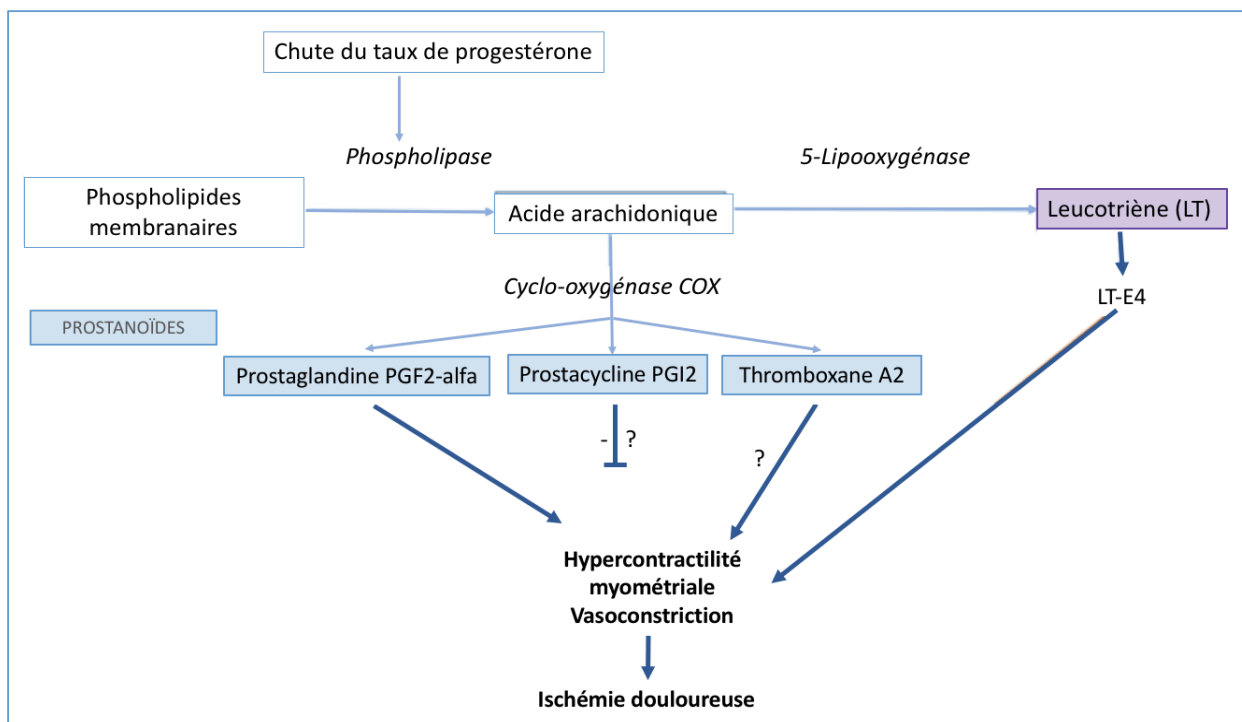 Chute du taux de progestérone
Phospholipase
5-Lipooxygénase
Phospholipides
membranaires
Acide arachidonique
Leucotriène (LT)
Cyclo-oxygénase COX
LT-E4
PROSTANOÏDES
Prostaglandine PGF2-alfa
Prostacycline PGI2
Thromboxane A2
- ?
?
Hypercontractilité
myométriale
Vasoconstriction
Ischémie douloureuse